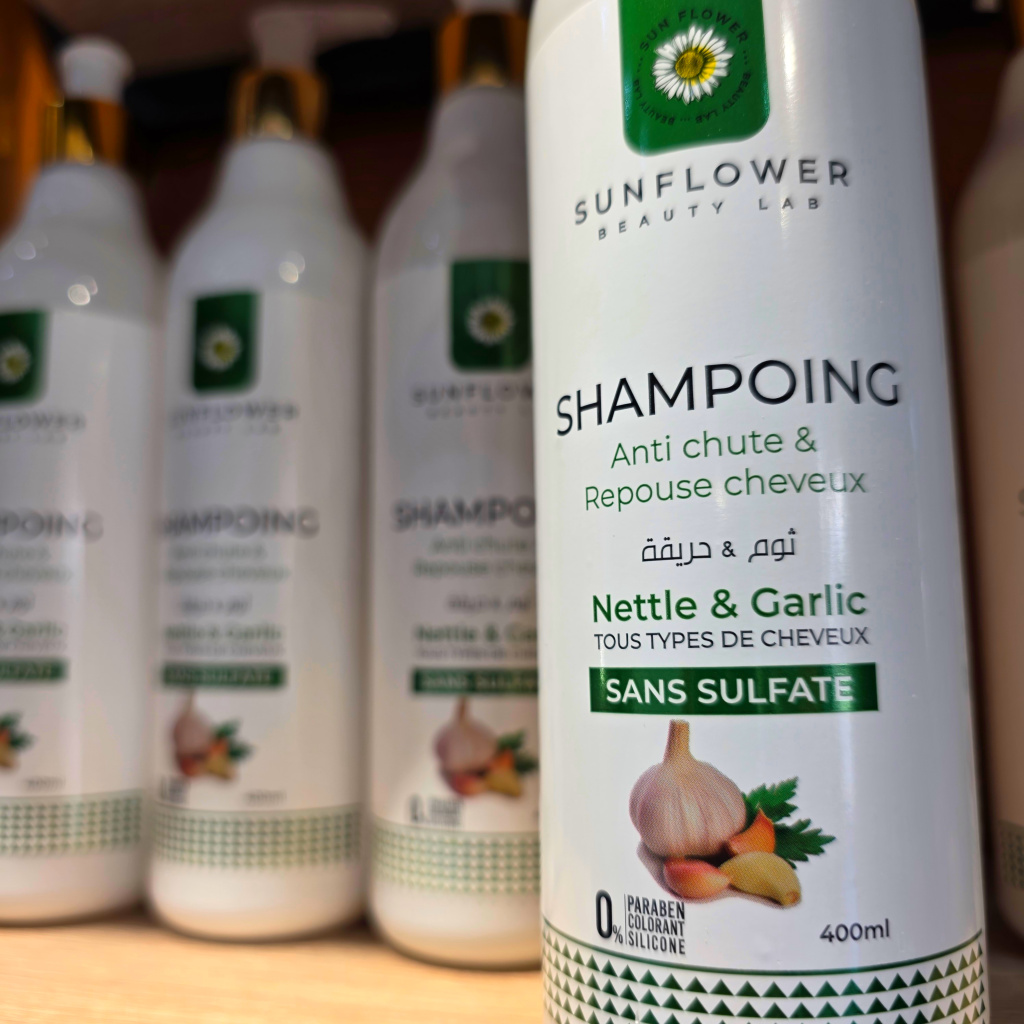 SUN FLOWER
BEAUTY LAB
SUNFLOWER
BEAUTY LAB
SHAMPOING
Anti chute &
Repouse cheveux
ثوم & حريقة
Nettle & Garlic
TOUS TYPES DE CHEVEUX
SANS SULFATE
0% PARABEN
COLORANT
SILICONE
400ml